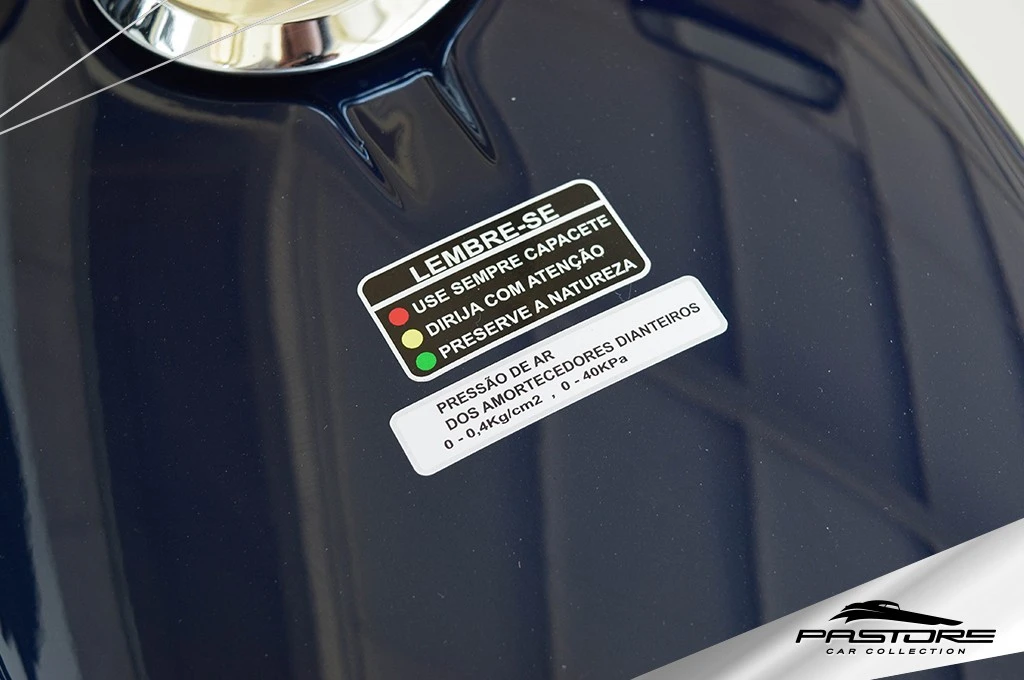 LEMBRE-SE
USE SEMPRE CAPACETE
DIRIJA COM ATENÇÃO
PRESERVE A NATUREZA
PRESSÃO DE AR
DOS AMORTECEDORES DIANTEIROS
0 - 0,4Kg/cm2 , 0 - 40KPa
PASTORE
CAR COLLECTION